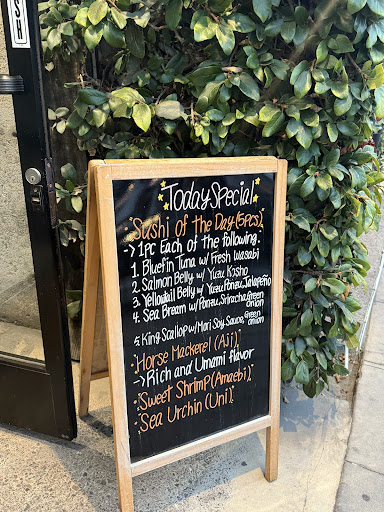 Today Special
Sushi of the Day (5pcs)
→ 1pc Each of the following.
1. Bluefin Tuna w/ Fresh Wasabi
2. Salmon Belly w/ Yuzu Kosho
3. Yellowtail Belly w/ Yuzu Ponzu, Jalapeño
4. Sea Bream w/ Ponzu, Sriracha, Green onion
5. King Scallop w/ Nori Soy Sauce, Green onion
Horse Mackerel (Aji)
→ Rich and Umami flavor
Sweet Shrimp (Amaebi)
Sea Urchin (Uni)